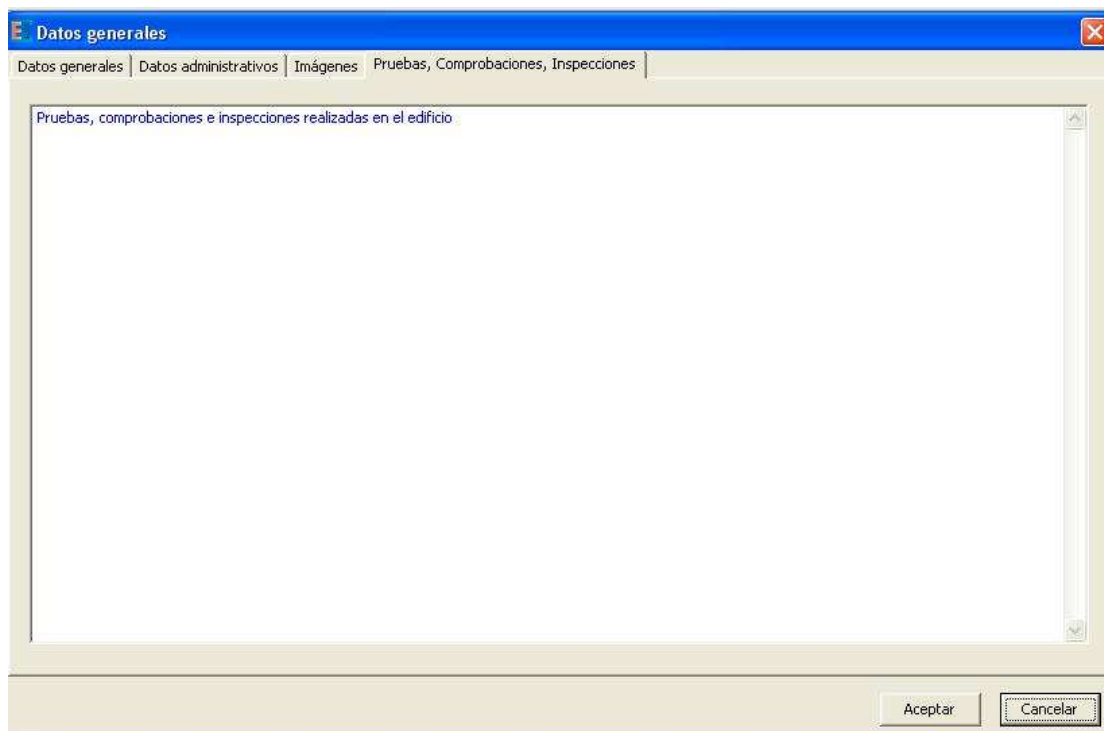 Datos generales
Datos generales Datos administrativos Imágenes Pruebas, Comprobaciones, Inspecciones
Pruebas, comprobaciones e inspecciones realizadas en el edificio
Aceptar Cancelar